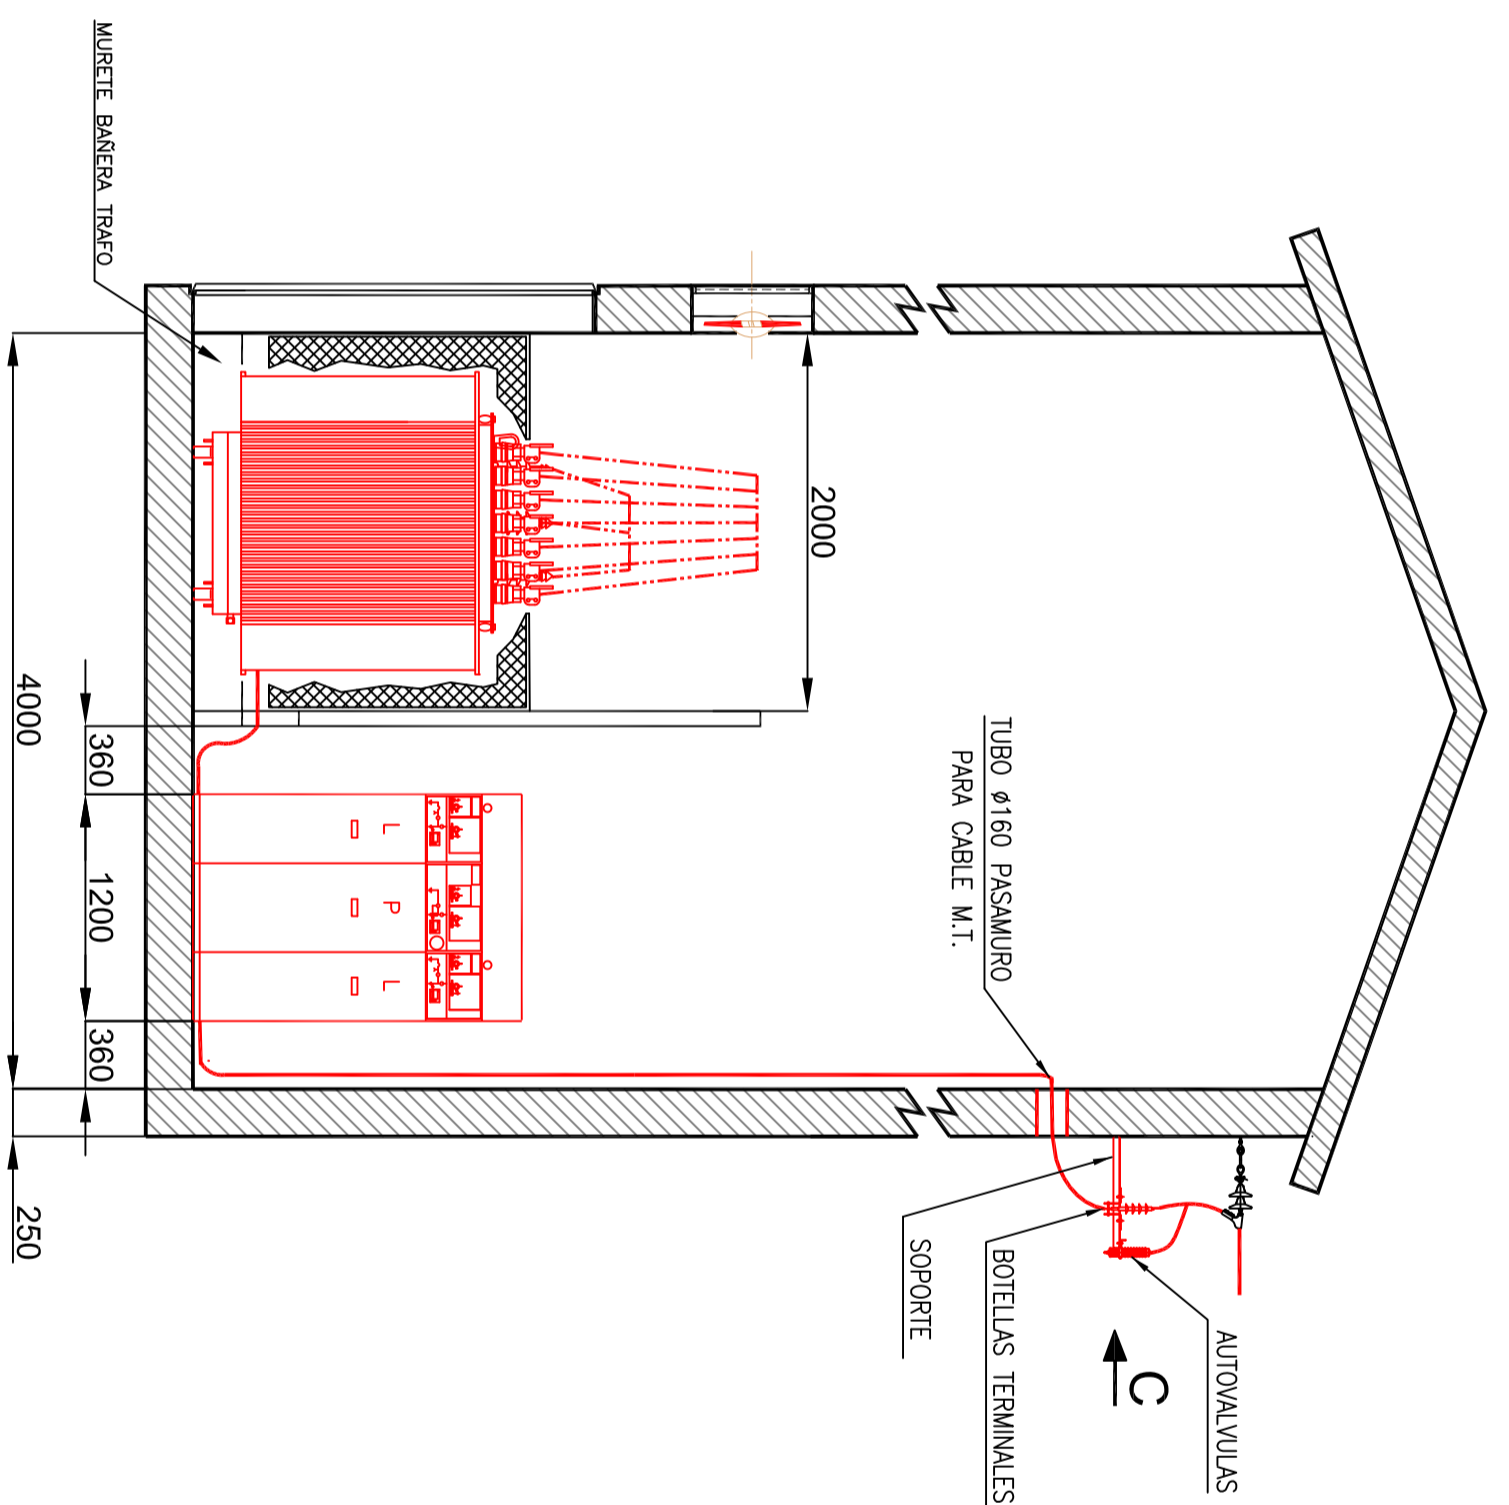 MURETE BAÑERA TRAFO
2000
TUBO ø160 PASAMURO
PARA CABLE M.T.
SOPORTE
BOTELLAS TERMINALES
AUTOVALVULAS
C
L
P
L
360
1200
360
4000
250